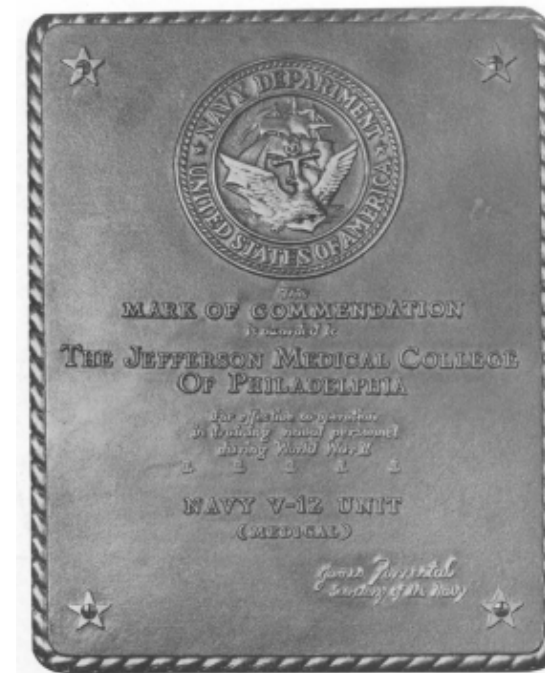 NAVY DEPARTMENT
UNITED STATES OF AMERICA
This
MARK OF COMMENDATION
is awarded to
THE JEFFERSON MEDICAL COLLEGE
OF PHILADELPHIA
for effective cooperation
in training naval personnel
during World War II
NAVY V-12 UNIT
(MEDICAL)
James Forrestal
Secretary of the Navy